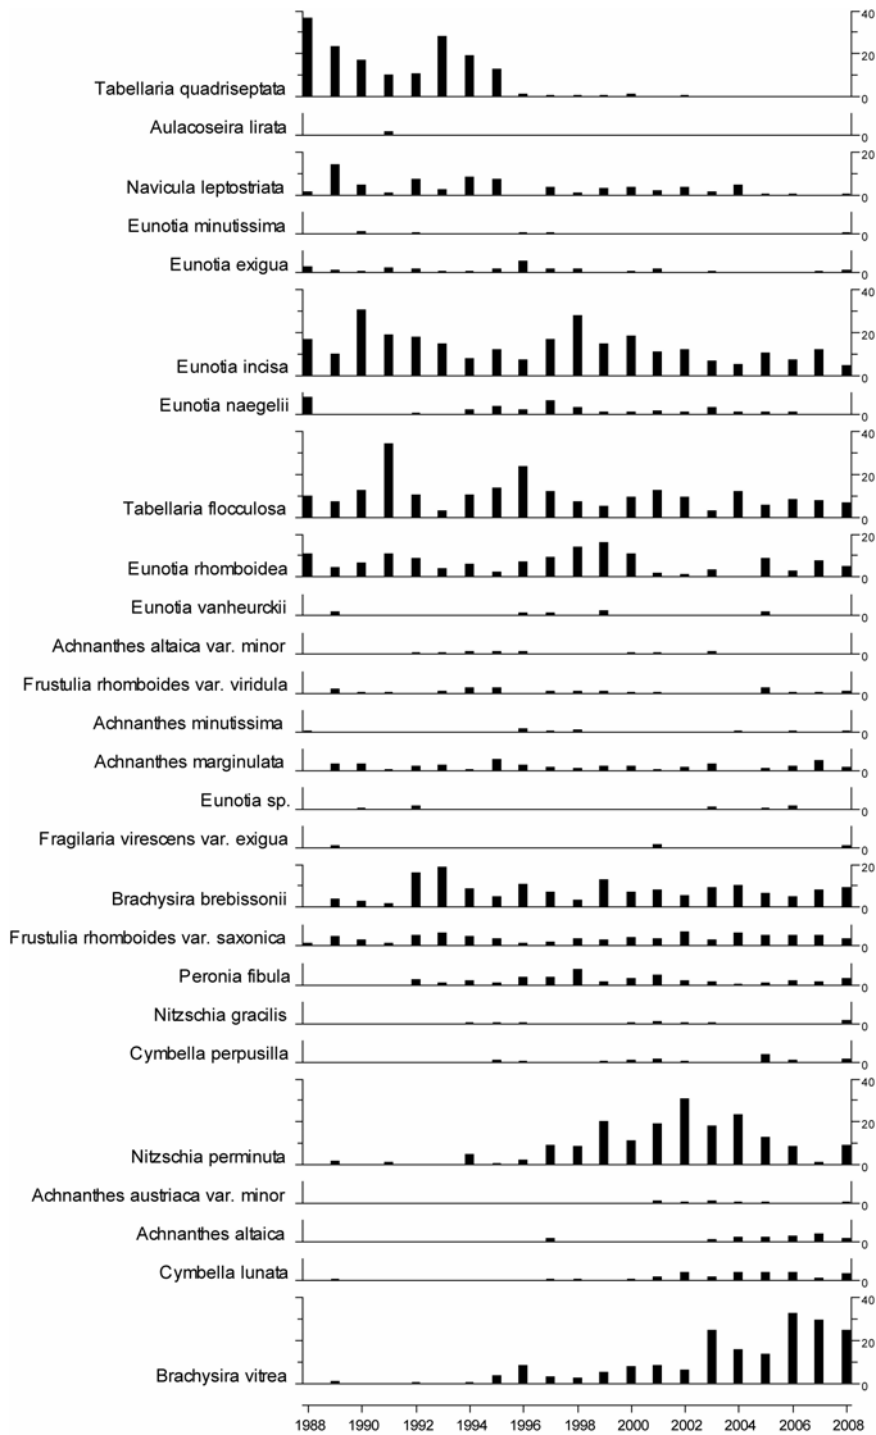 40
20
Tabellaria quadriseptata 0
Aulacoseira lirata 0
20
Navicula leptostriata 0
Eunotia minutissima 0
Eunotia exigua 0
40
20
Eunotia incisa 0
Eunotia naegelii 0
40
20
Tabellaria flocculosa 0
20
Eunotia rhomboidea 0
Eunotia vanheurckii 0
Achnanthes altaica var. minor 0
Frustulia rhomboides var. viridula 0
Achnanthes minutissima 0
Achnanthes marginulata 0
Eunotia sp. 0
Fragilaria virescens var. exigua 0
20
Brachysira brebissonii 0
Frustulia rhomboides var. saxonica 0
Peronia fibula 0
Nitzschia gracilis 0
Cymbella perpusilla 0
40
20
Nitzschia perminuta 0
Achnanthes austriaca var. minor 0
Achnanthes altaica 0
Cymbella lunata 0
40
20
Brachysira vitrea 0
1988 1990 1992 1994 1996 1998 2000 2002 2004 2006 2008